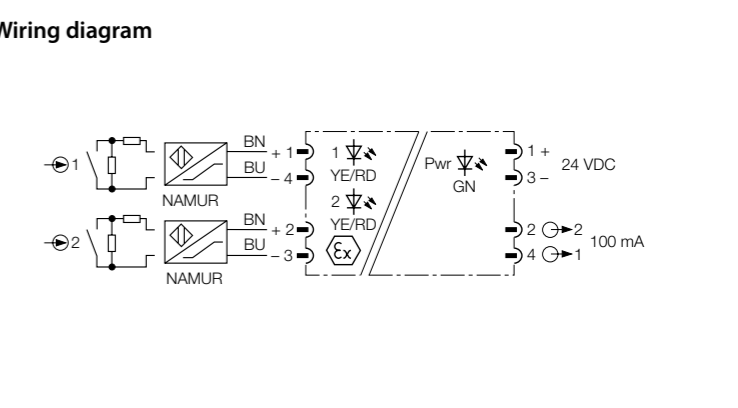 Wiring diagram
BN
+ 1
1
1 +
1
BU
– 4
YE/RD
Pwr
GN
3 –
24 VDC
NAMUR
2
YE/RD
BN
+ 2
2
2
2
BU
– 3
Ex
4
1
100 mA
NAMUR